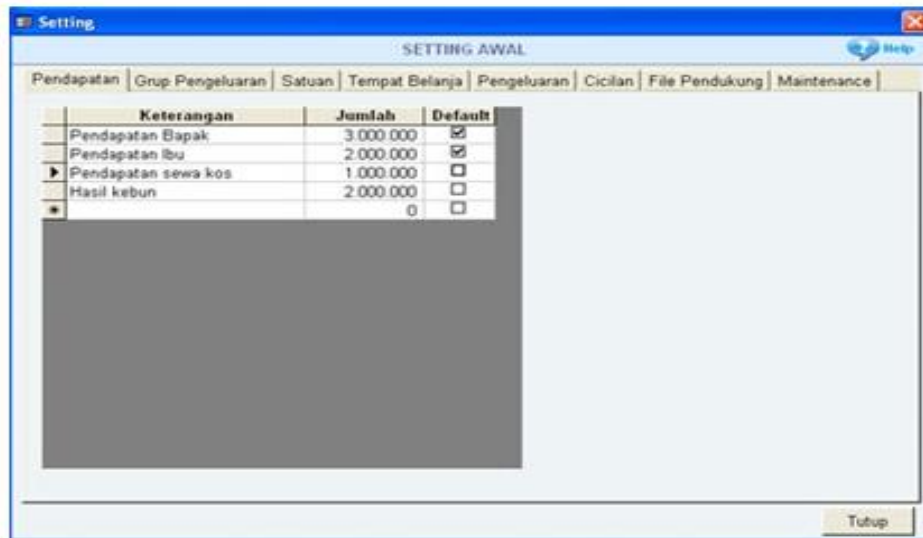 Setting
SETTING AWAL
Help
Pendapatan Grup Pengeluaran Satuan Tempat Belanja Pengeluaran Cicilan File Pendukung Maintenance
Keterangan Jumlah Default
Pendapatan Bapak 3.000.000
Pendapatan Ibu 2.000.000
Pendapatan sewa kos 1.000.000
Hasil kebun 2.000.000
0
Tutup